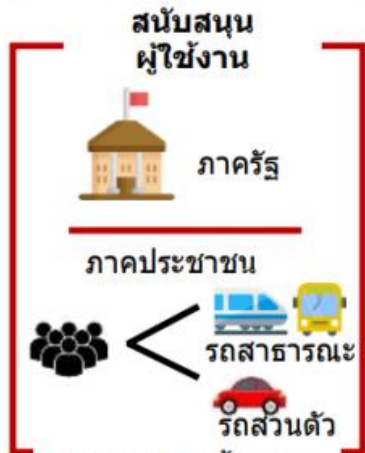 สนับสนุน
ผู้ใช้งาน
ภาครัฐ
ภาคประชาชน
รถสาธารณะ
รถส่วนตัว